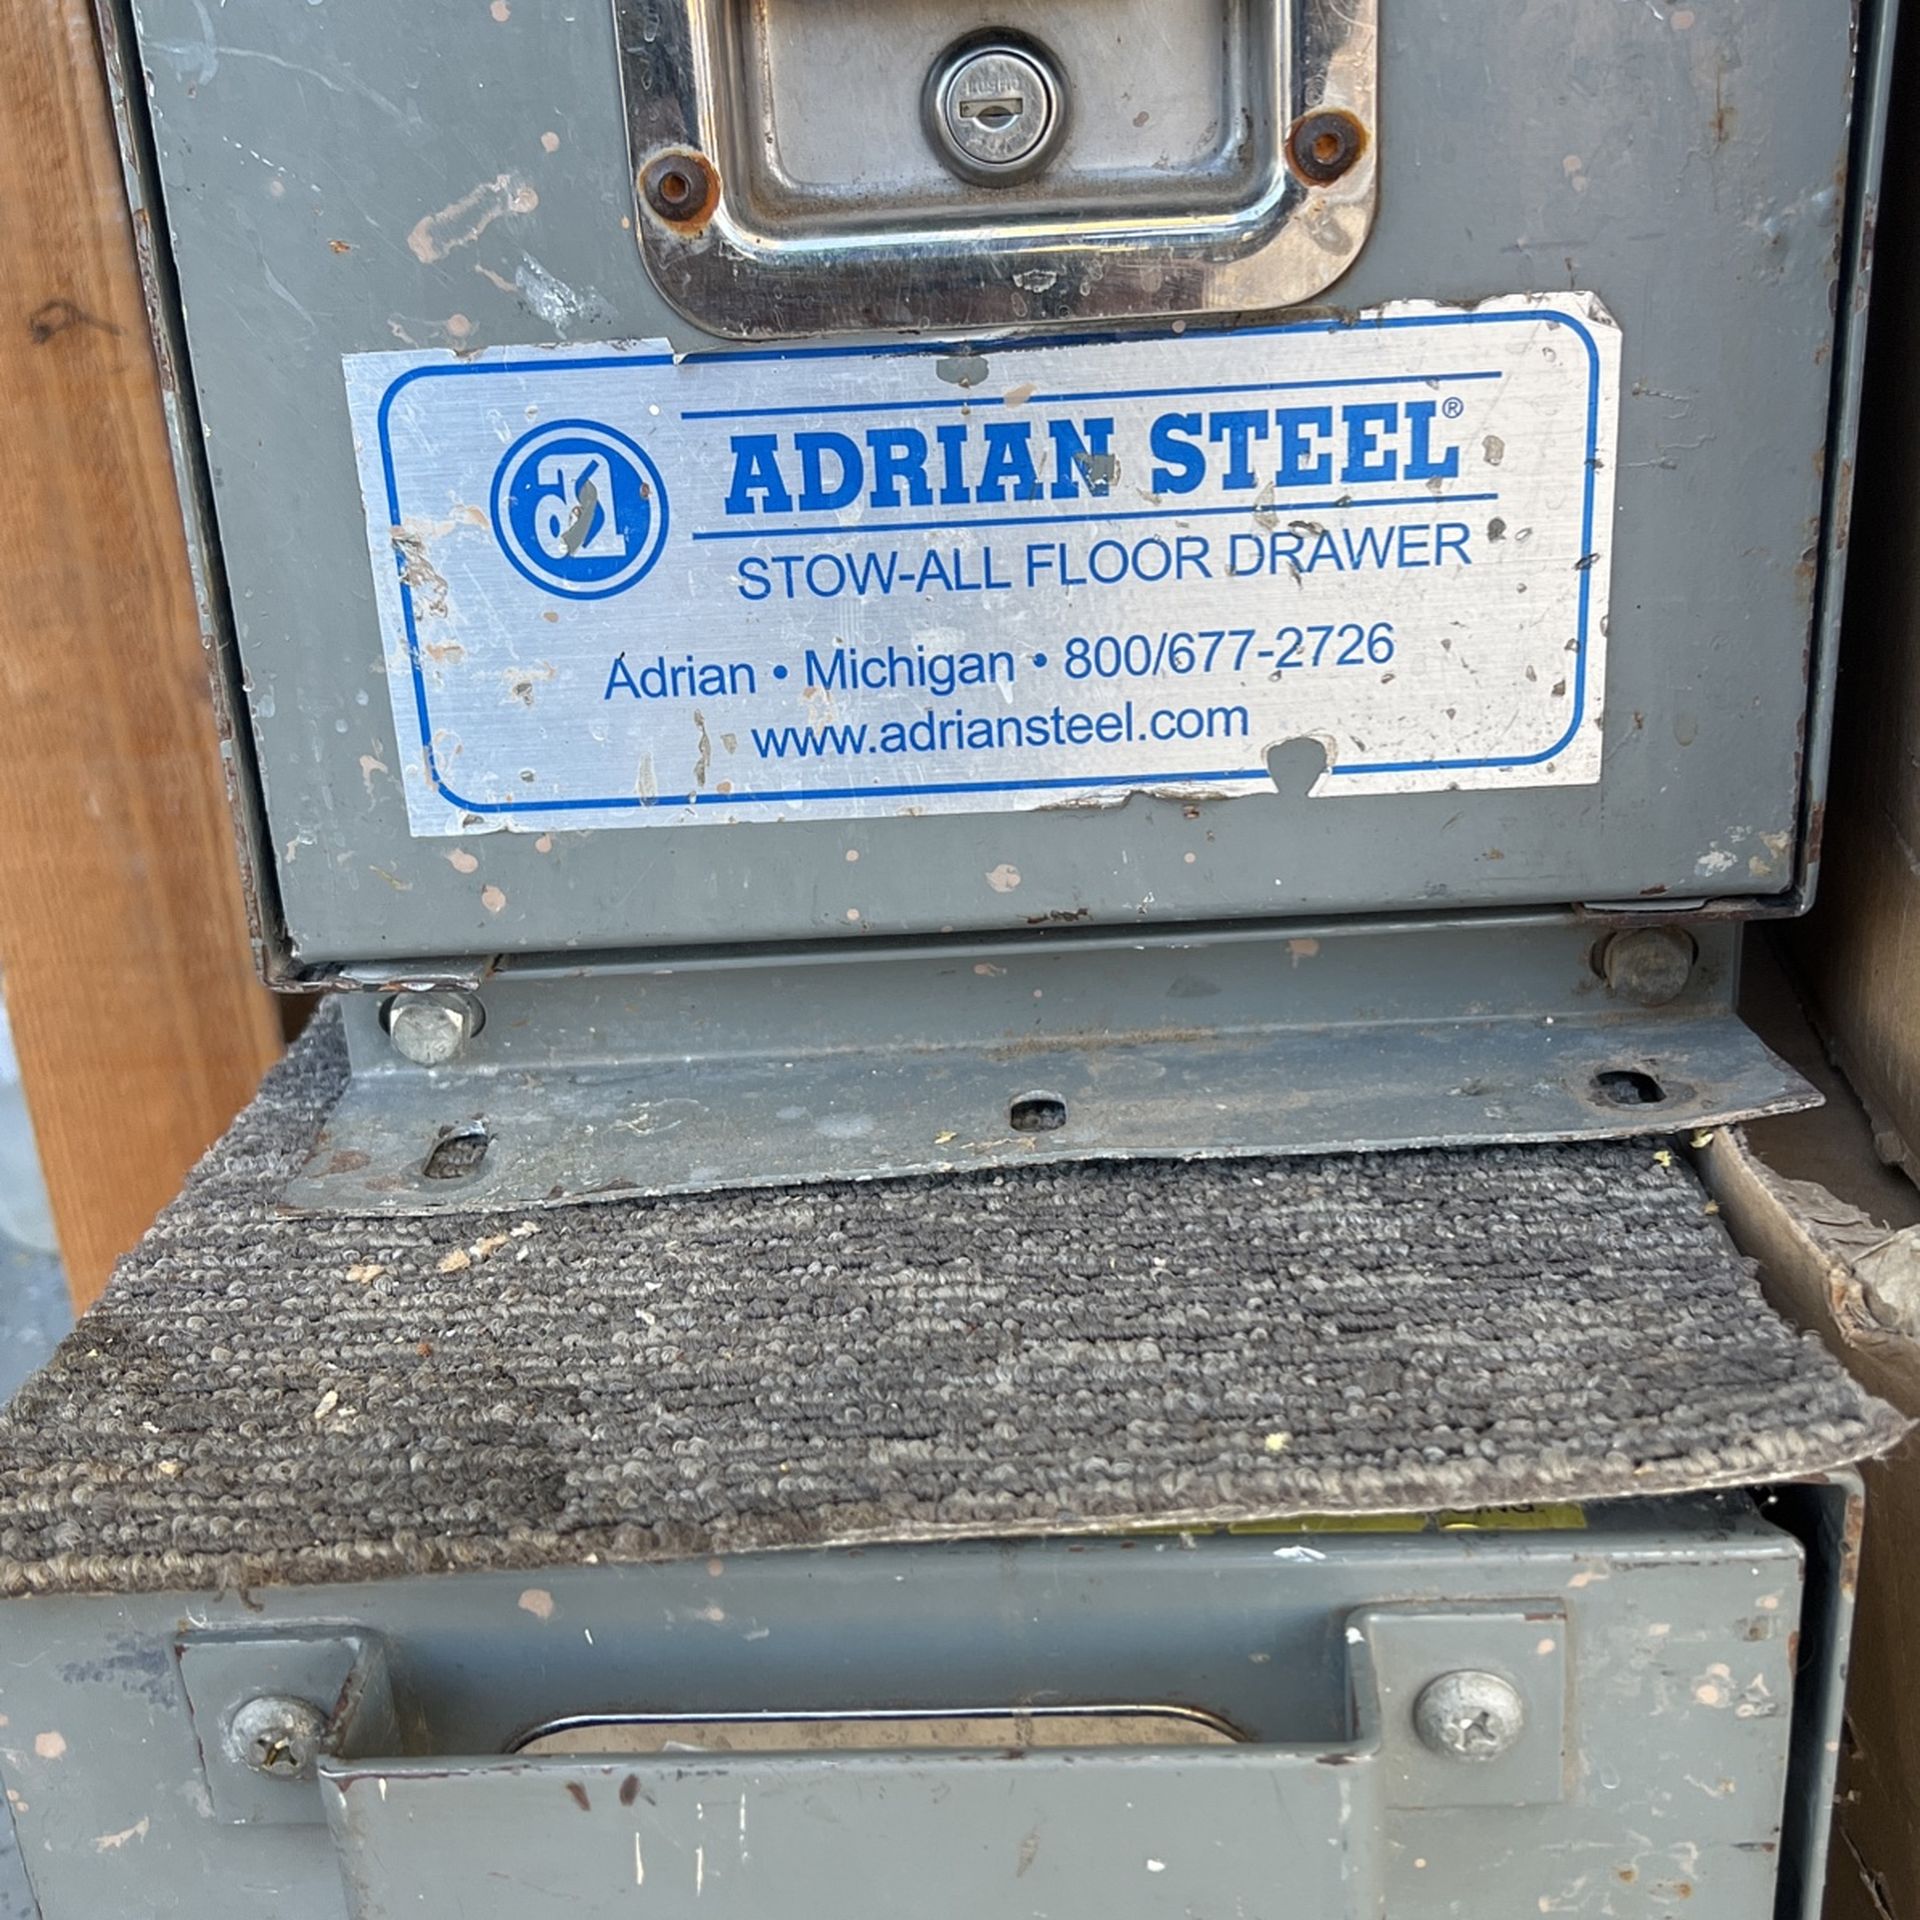 ADRIAN STEEL®
STOW-ALL FLOOR DRAWER
Adrian • Michigan • 800/677-2726
www.adriansteel.com